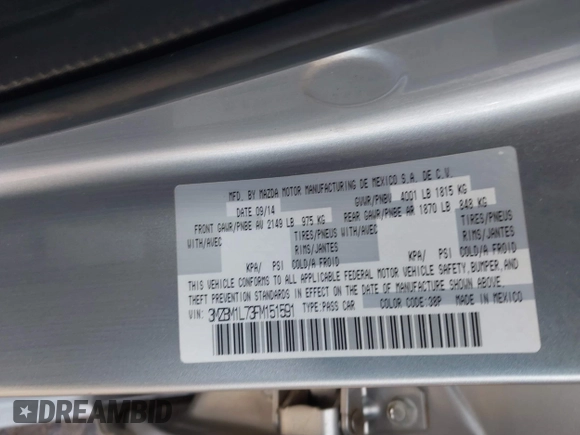 MFD. BY MAZDA MOTOR MANUFACTURING DE MEXICO S.A. DE C.V.
DATE 09/14 GVWR/PNBV 4001 LB 1815 KG
FRONT GAWR/PNBE AV 2149 LB 975 KG REAR GAWR/PNBE AR 1870 LB 848 KG
WITH/AVEC TIRES/PNEUS WITH/AVEC TIRES/PNEUS
RIMS/JANTES RIMS/JANTES
KPA/ PSI COLD/A FROID KPA/ PSI COLD/A FROID
THIS VEHICLE CONFORMS TO ALL APPLICABLE FEDERAL MOTOR VEHICLE SAFETY, BUMPER, AND
THEFT PREVENTION STANDARDS IN EFFECT ON THE DATE OF MANUFACTURE SHOWN ABOVE.
VIN: 3MZBM1L73FM151591 TYPE:PASS CAR COLOR CODE:38P MADE IN MEXICO
DREAMBID